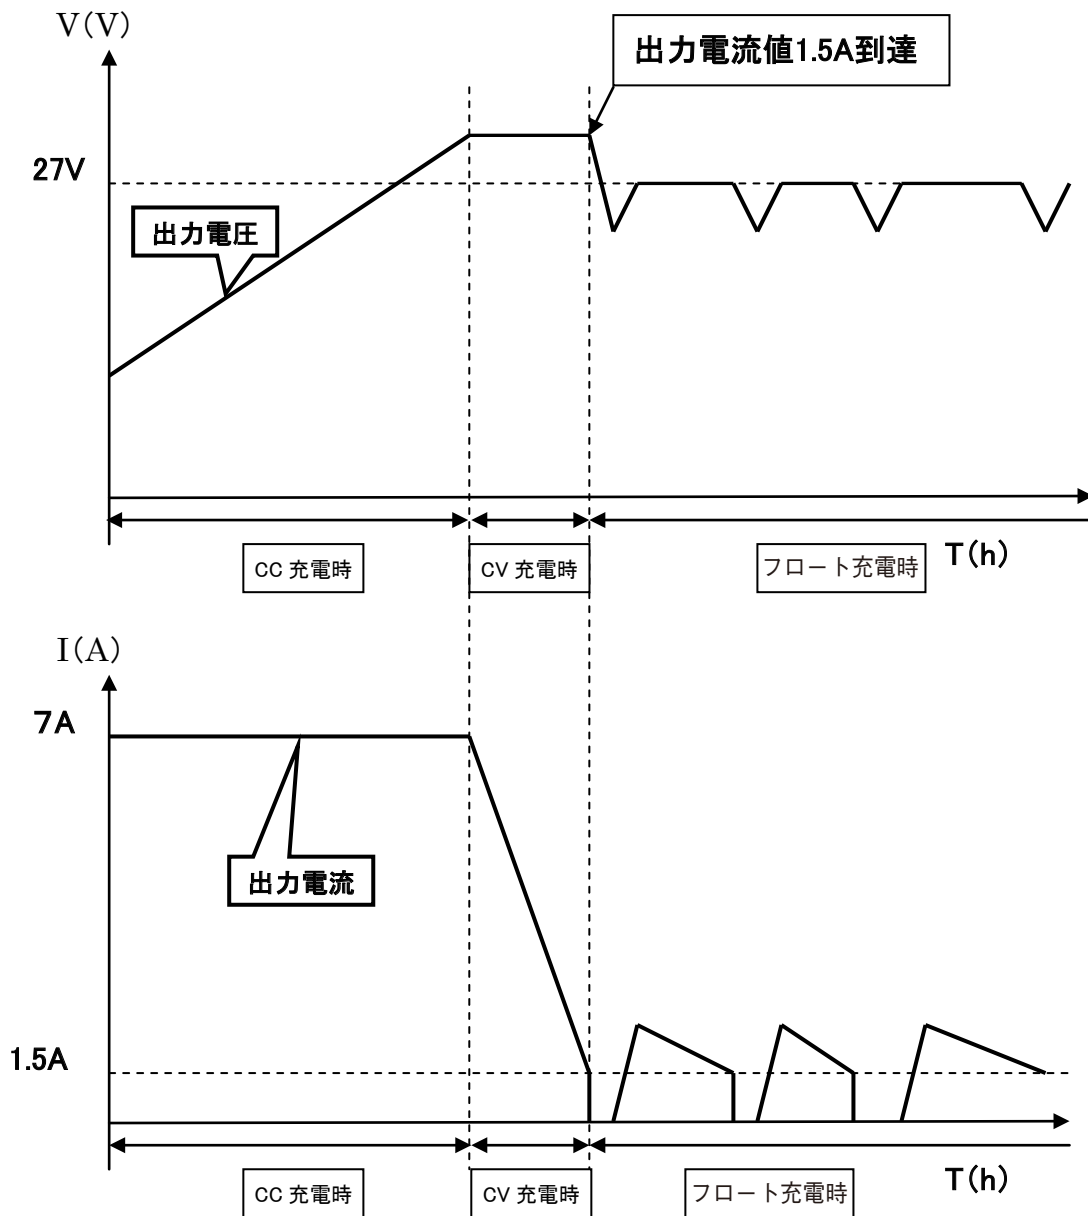 V(V)
出力電流値1.5A到達
27V
出力電圧
T(h)
CC 充電時
CV 充電時
フロート充電時
I(A)
7A
出力電流
1.5A
T(h)
CC 充電時
CV 充電時
フロート充電時